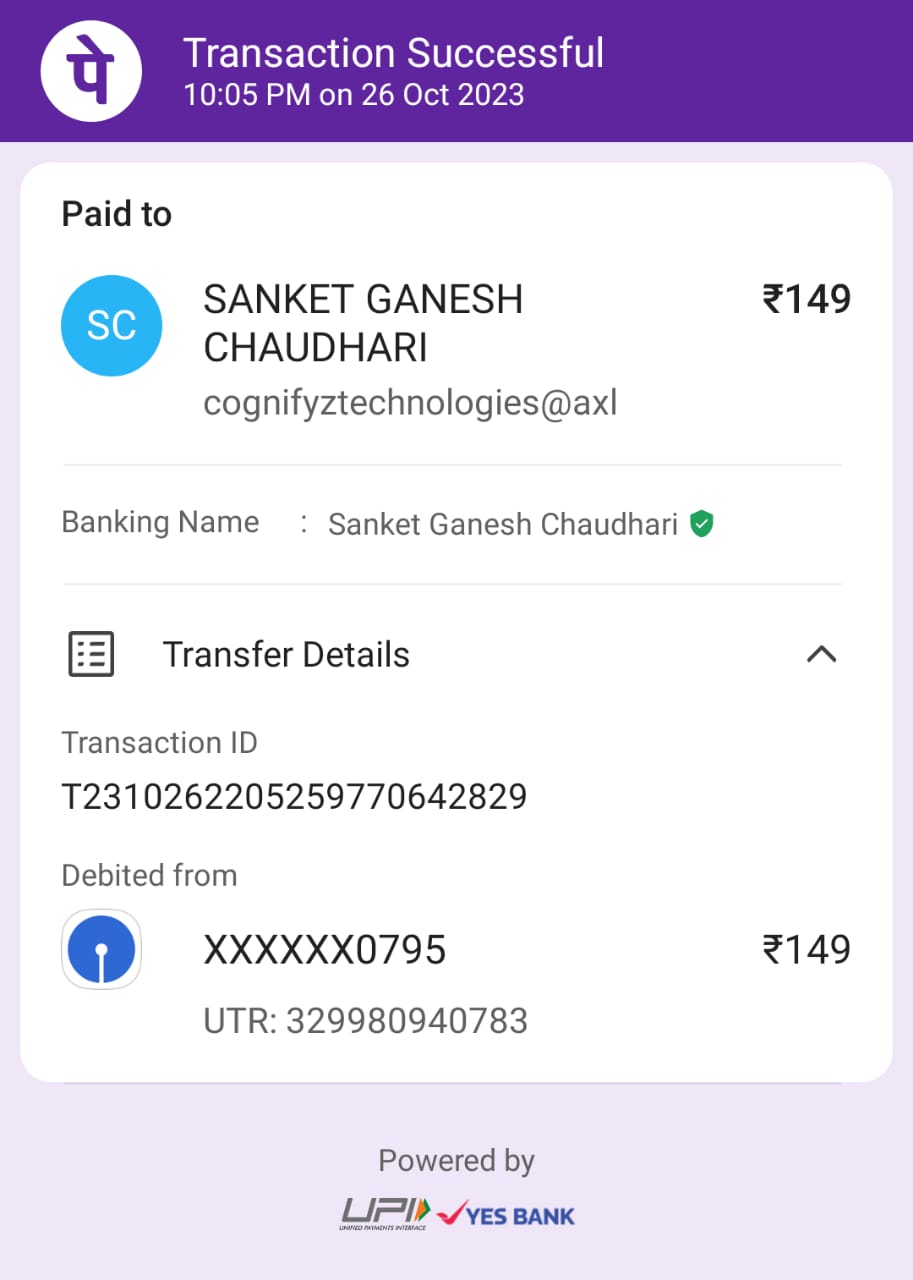 पे
Transaction Successful
10:05 PM on 26 Oct 2023
Paid to
SC
SANKET GANESH
CHAUDHARI
₹149
cognifyztechnologies@axl
Banking Name : Sanket Ganesh Chaudhari
Transfer Details
Transaction ID
T2310262205259770642829
Debited from
XXXXXX0795
₹149
UTR: 329980940783
Powered by
UPI
UNIFIED PAYMENTS INTERFACE
YES BANK